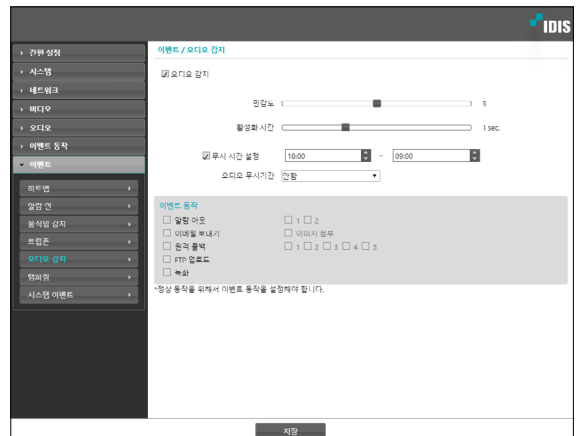 IDIS
간편 설정
시스템
네트워크
비디오
오디오
이벤트 동작
이벤트
히트맵
알람 인
움직임 감지
트립존
오디오 감지
탬퍼링
시스템 이벤트
이벤트 / 오디오 감지
오디오 감지
민감도 3
활성화 시간 1 sec.
무시 시간 설정 18:00 ~ 09:00
오디오 무시기간 안함
이벤트 동작
알람 아웃 1 2
이메일 보내기 이미지 첨부
원격 콜백 1 2 3 4 5
FTP 업로드
녹화
*정상 동작을 위해서 이벤트 동작을 설정해야 합니다.
저장